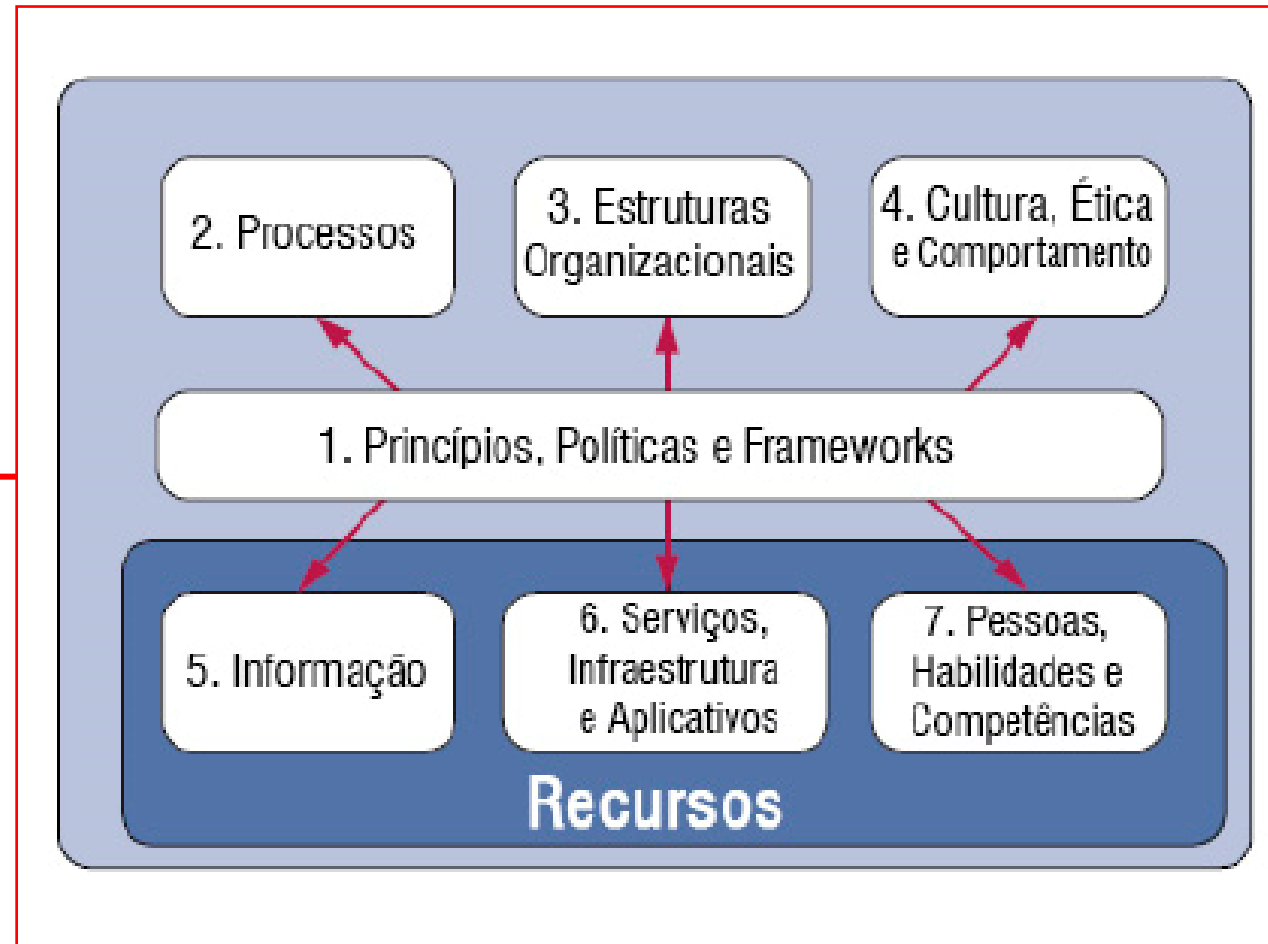 2. Processos
3. Estruturas
Organizacionais
4. Cultura, Ética
e Comportamento
1. Princípios, Políticas e Frameworks
5. Informação
6. Serviços,
Infraestrutura
e Aplicativos
7. Pessoas,
Habilidades e
Competências
Recursos